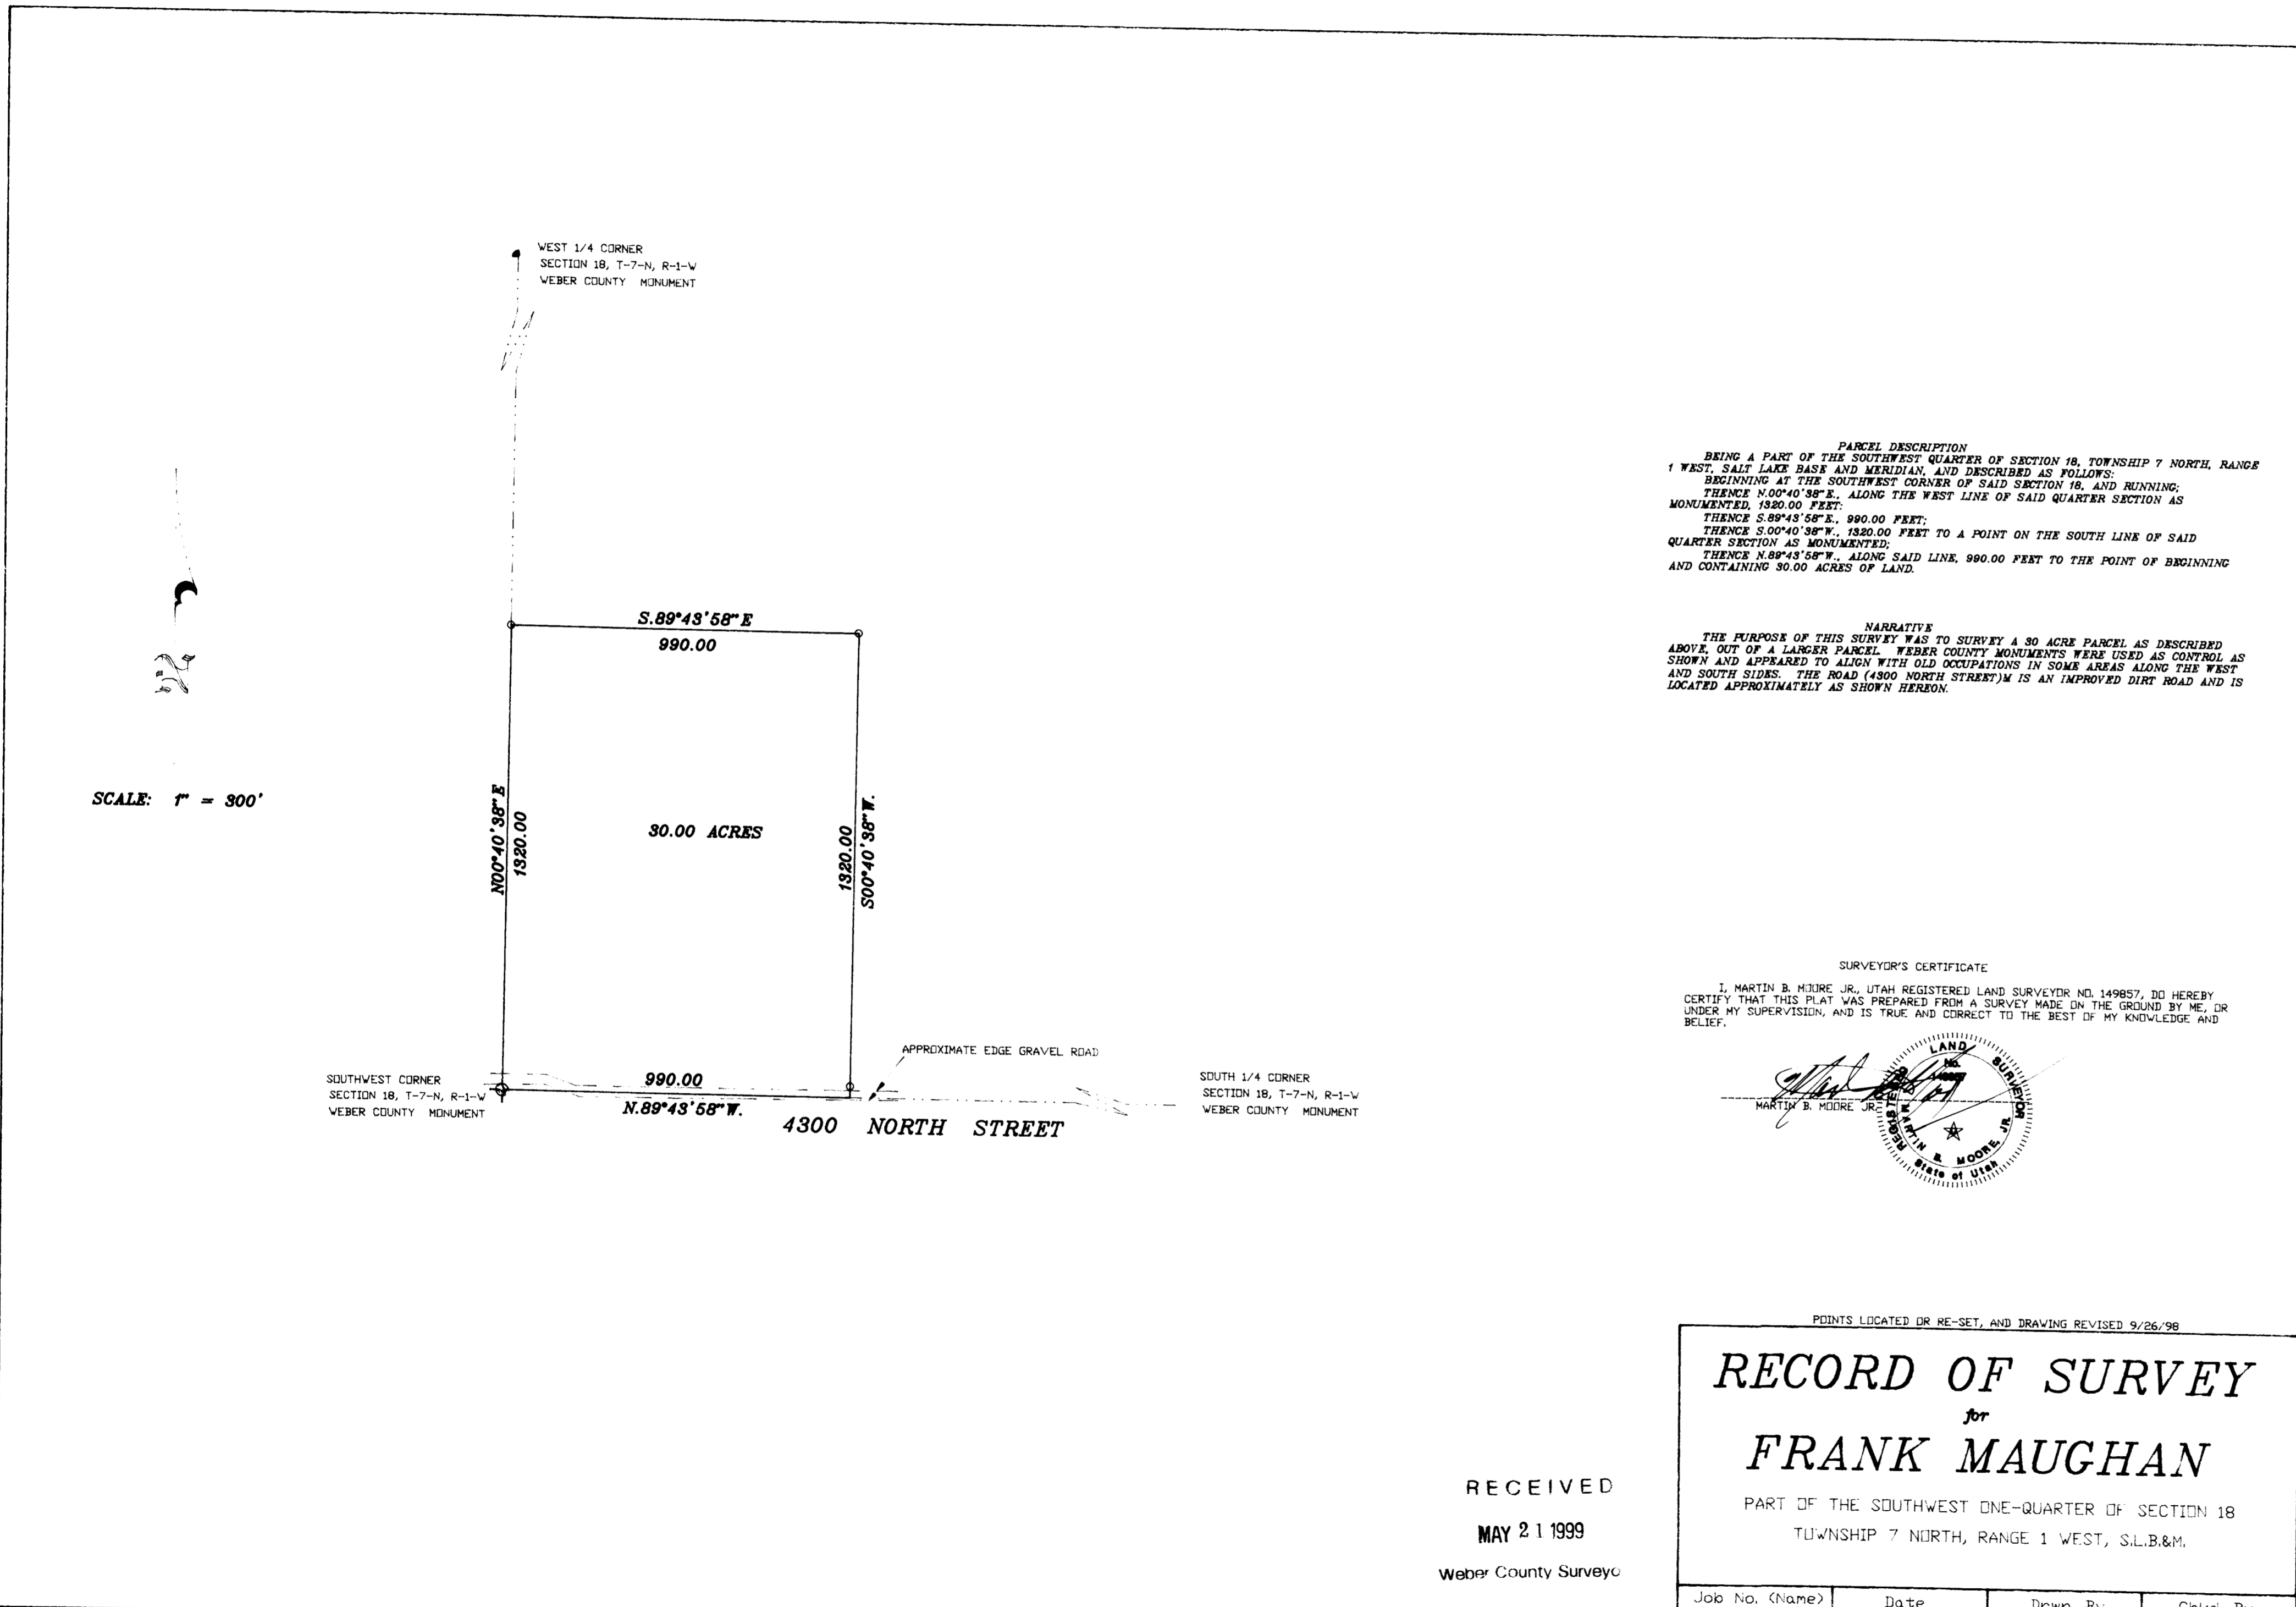 WEST 1/4 CORNER
SECTION 18, T-7-N, R-1-W
WEBER COUNTY MONUMENT
SCALE: 1" = 300'
S.89°43'58"E
990.00
N00°40'38"E
1320.00
30.00 ACRES
1320.00
S00°40'38"W.
APPROXIMATE EDGE GRAVEL ROAD
SOUTHWEST CORNER
SECTION 18, T-7-N, R-1-W
WEBER COUNTY MONUMENT
990.00
N.89°43'58"W.
4300 NORTH STREET
SOUTH 1/4 CORNER
SECTION 18, T-7-N, R-1-W
WEBER COUNTY MONUMENT
PARCEL DESCRIPTION
BEING A PART OF THE SOUTHWEST QUARTER OF SECTION 18, TOWNSHIP 7 NORTH, RANGE
1 WEST, SALT LAKE BASE AND MERIDIAN, AND DESCRIBED AS FOLLOWS:
BEGINNING AT THE SOUTHWEST CORNER OF SAID SECTION 18, AND RUNNING;
THENCE N.00°40'38"E., ALONG THE WEST LINE OF SAID QUARTER SECTION AS
MONUMENTED, 1320.00 FEET:
THENCE S.89°43'58"E., 990.00 FEET;
THENCE S.00°40'38"W., 1320.00 FEET TO A POINT ON THE SOUTH LINE OF SAID
QUARTER SECTION AS MONUMENTED;
THENCE N.89°43'58"W., ALONG SAID LINE, 990.00 FEET TO THE POINT OF BEGINNING
AND CONTAINING 30.00 ACRES OF LAND.
NARRATIVE
THE PURPOSE OF THIS SURVEY WAS TO SURVEY A 30 ACRE PARCEL AS DESCRIBED
ABOVE, OUT OF A LARGER PARCEL. WEBER COUNTY MONUMENTS WERE USED AS CONTROL AS
SHOWN AND APPEARED TO ALIGN WITH OLD OCCUPATIONS IN SOME AREAS ALONG THE WEST
AND SOUTH SIDES. THE ROAD (4300 NORTH STREET)M IS AN IMPROVED DIRT ROAD AND IS
LOCATED APPROXIMATELY AS SHOWN HEREON.
SURVEYOR'S CERTIFICATE
I, MARTIN B. MOORE JR., UTAH REGISTERED LAND SURVEYOR NO. 149857, DO HEREBY
CERTIFY THAT THIS PLAT WAS PREPARED FROM A SURVEY MADE ON THE GROUND BY ME, OR
UNDER MY SUPERVISION, AND IS TRUE AND CORRECT TO THE BEST OF MY KNOWLEDGE AND
BELIEF.
MARTIN B. MOORE JR.
REGISTERED LAND SURVEYOR
No.
149857
MARTIN B. MOORE, JR.
State of Utah
POINTS LOCATED OR RE-SET, AND DRAWING REVISED 9/26/98
RECORD OF SURVEY
for
FRANK MAUGHAN
PART OF THE SOUTHWEST ONE-QUARTER OF SECTION 18
TOWNSHIP 7 NORTH, RANGE 1 WEST, S.L.B.&M.
RECEIVED
MAY 21 1999
Weber County Surveyo
Job No. (Name) Date